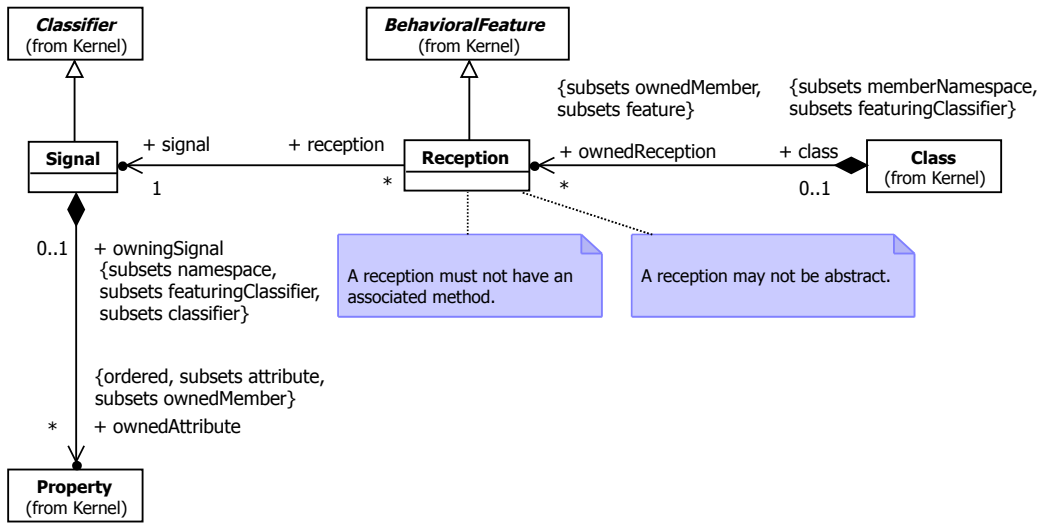 Classifier
(from Kernel)
BehavioralFeature
(from Kernel)
{subsets ownedMember,
subsets feature}
{subsets memberNamespace,
subsets featuringClassifier}
Signal
+ signal
1
+ reception
*
Reception
+ ownedReception
*
+ class
0..1
Class
(from Kernel)
0..1
+ owningSignal
{subsets namespace,
subsets featuringClassifier,
subsets classifier}
A reception must not have an
associated method.
A reception may not be abstract.
{ordered, subsets attribute,
subsets ownedMember}
*
+ ownedAttribute
Property
(from Kernel)